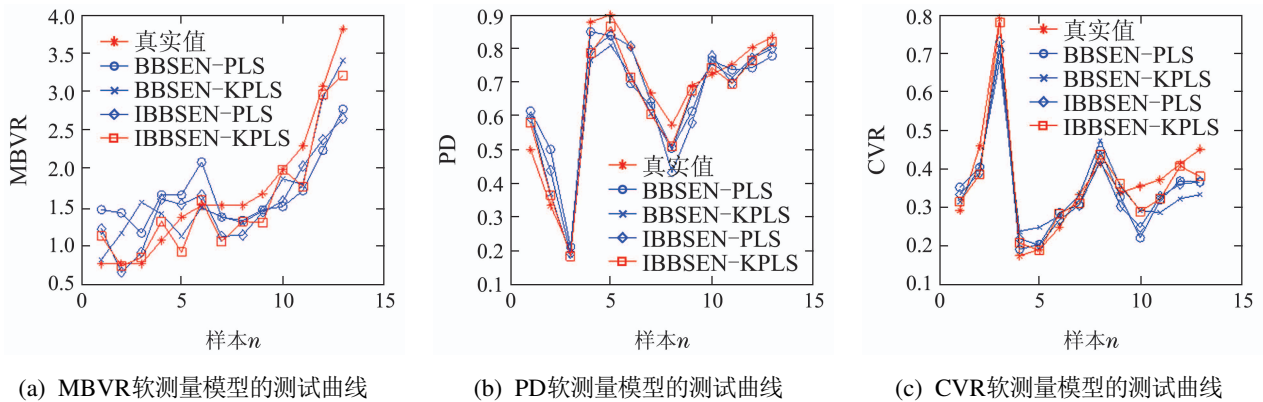 MBVR
4.0
3.5
3.0
2.5
2.0
1.5
1.0
0.5
真实值
BBSEN-PLS
BBSEN-KPLS
IBBSEN-PLS
IBBSEN-KPLS
0
5
10
15
样本n
(a) MBVR软测量模型的测试曲线
PD
0.9
0.8
0.7
0.6
0.5
0.4
0.3
0.2
0.1
真实值
BBSEN-PLS
BBSEN-KPLS
IBBSEN-PLS
IBBSEN-KPLS
0
5
10
15
样本n
(b) PD软测量模型的测试曲线
CVR
0.8
0.7
0.6
0.5
0.4
0.3
0.2
0.1
真实值
BBSEN-PLS
BBSEN-KPLS
IBBSEN-PLS
IBBSEN-KPLS
0
5
10
15
样本n
(c) CVR软测量模型的测试曲线